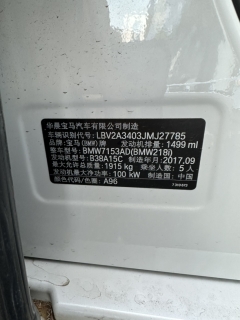 华晨宝马汽车有限公司制造
车辆识别代号: LBV2A3403JMJ27785
品牌: 宝马(BMW)牌 发动机排量: 1499 ml
整车型号: BMW7153AD(BMW218i)
发动机型号: B38A15C 制造年月: 2017.09
最大允许总质量: 1915 kg 乘坐人数: 5人
发动机最大净功率: 100 kW 制造国: 中国
颜色代号/色漆: A96